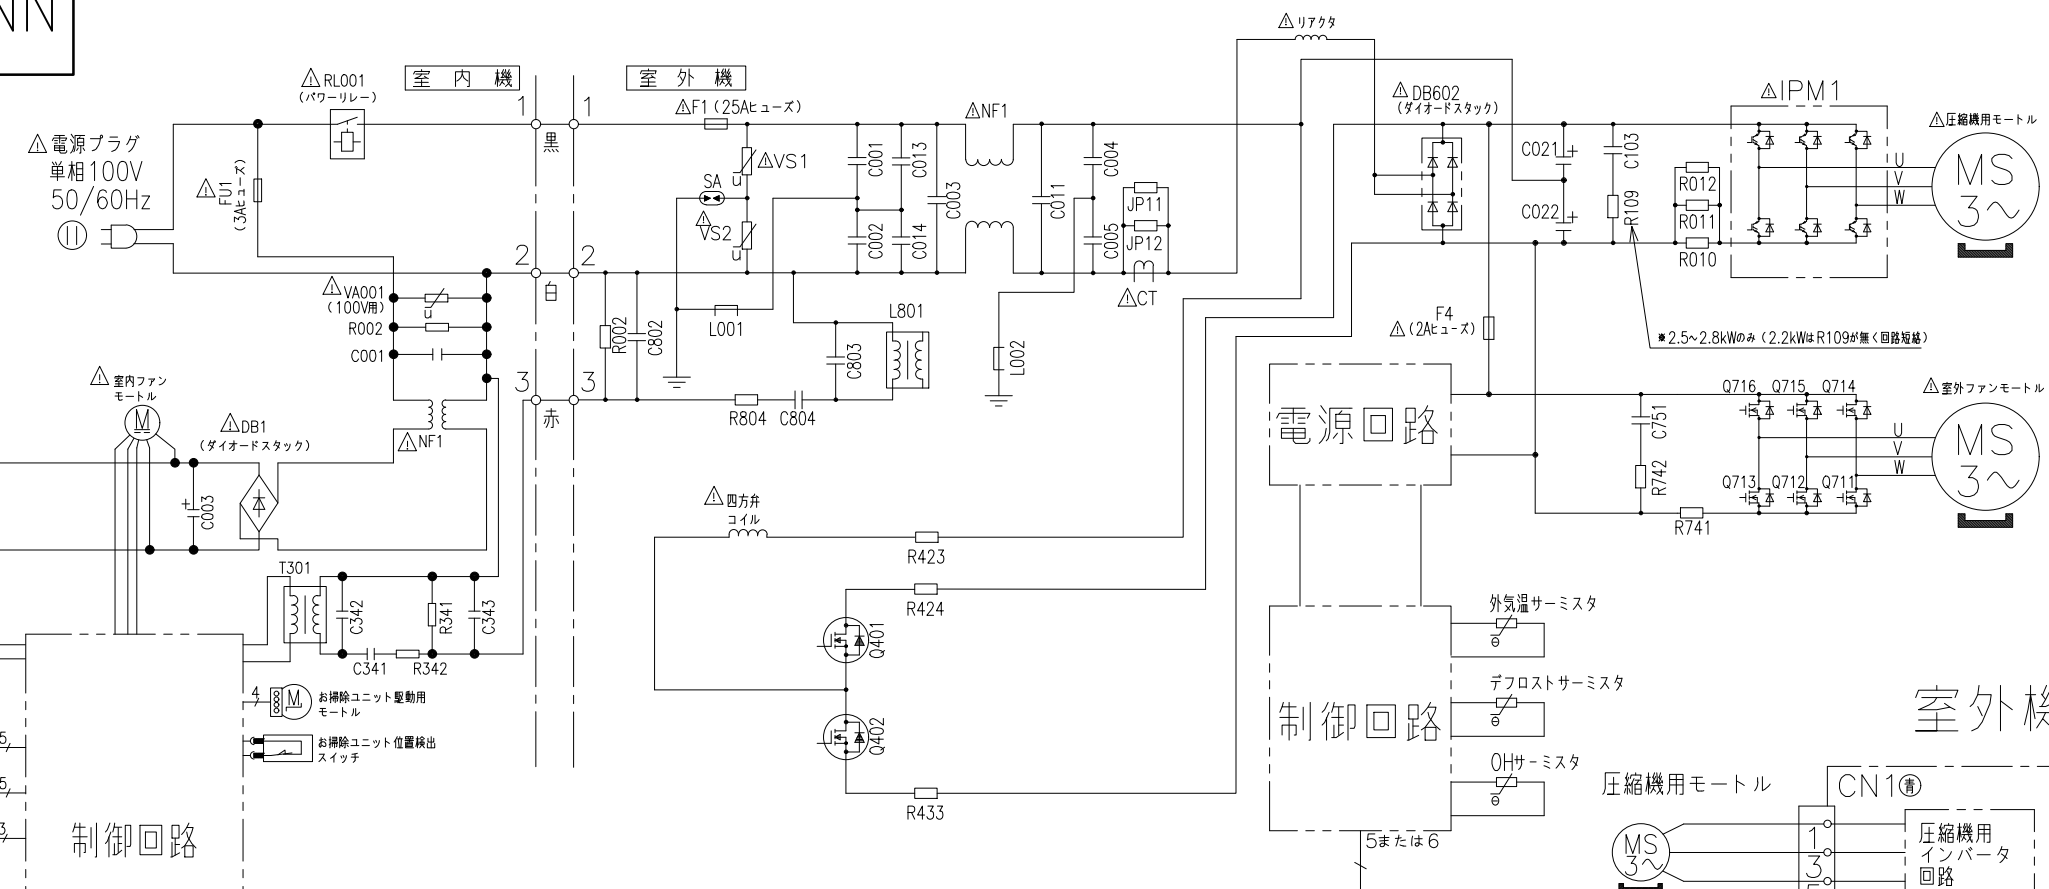 NN
⚠リアクタ
⚠RL001
(パワーリレー)
室内機
室外機
⚠DB602
(ダイオードスタック)
⚠IPM1
1
1
黒
⚠F1(25Aヒューズ)
⚠NF1
⚠圧縮機用モートル
⚠電源プラグ
単相100V
50/60Hz
⚠
FU1
(3Aヒューズ)
⚠VS1
u
SA
⚠
VS2
u
C001
C013
C002
C014
C003
C011
C004
C005
JP11
JP12
⚠CT
C021
+
C022
+
C103
R109
R012
R011
R010
U
V
W
MS
3~
2
2
白
⚠VA001
(100V用)
u
R002
C001
R002
C802
L001
L801
C803
L002
F4
⚠(2Aヒューズ)
※2.5~2.8kWのみ(2.2kWはR109が無く回路短絡)
3
3
赤
R804
C804
⚠室内ファン
モートル
M
⚠DB1
(ダイオードスタック)
⚠NF1
+
C003
電源回路
C751
R742
R741
Q716
Q715
Q714
Q713
Q712
Q711
U
V
W
⚠室外ファンモートル
MS
3~
⚠四方弁
コイル
R423
R424
Q401
Q402
R433
T301
C342
R341
C343
C341
R342
4
M
お掃除ユニット駆動用
モートル
お掃除ユニット位置検出
スイッチ
5
5
3
制御回路
制御回路
外気温サーミスタ
θ
デフロストサーミスタ
θ
OHサーミスタ
θ
5または6
室外機
圧縮機用モートル
CN1㊟青
MS
3~
1
3
5
圧縮機用
インバータ
回路